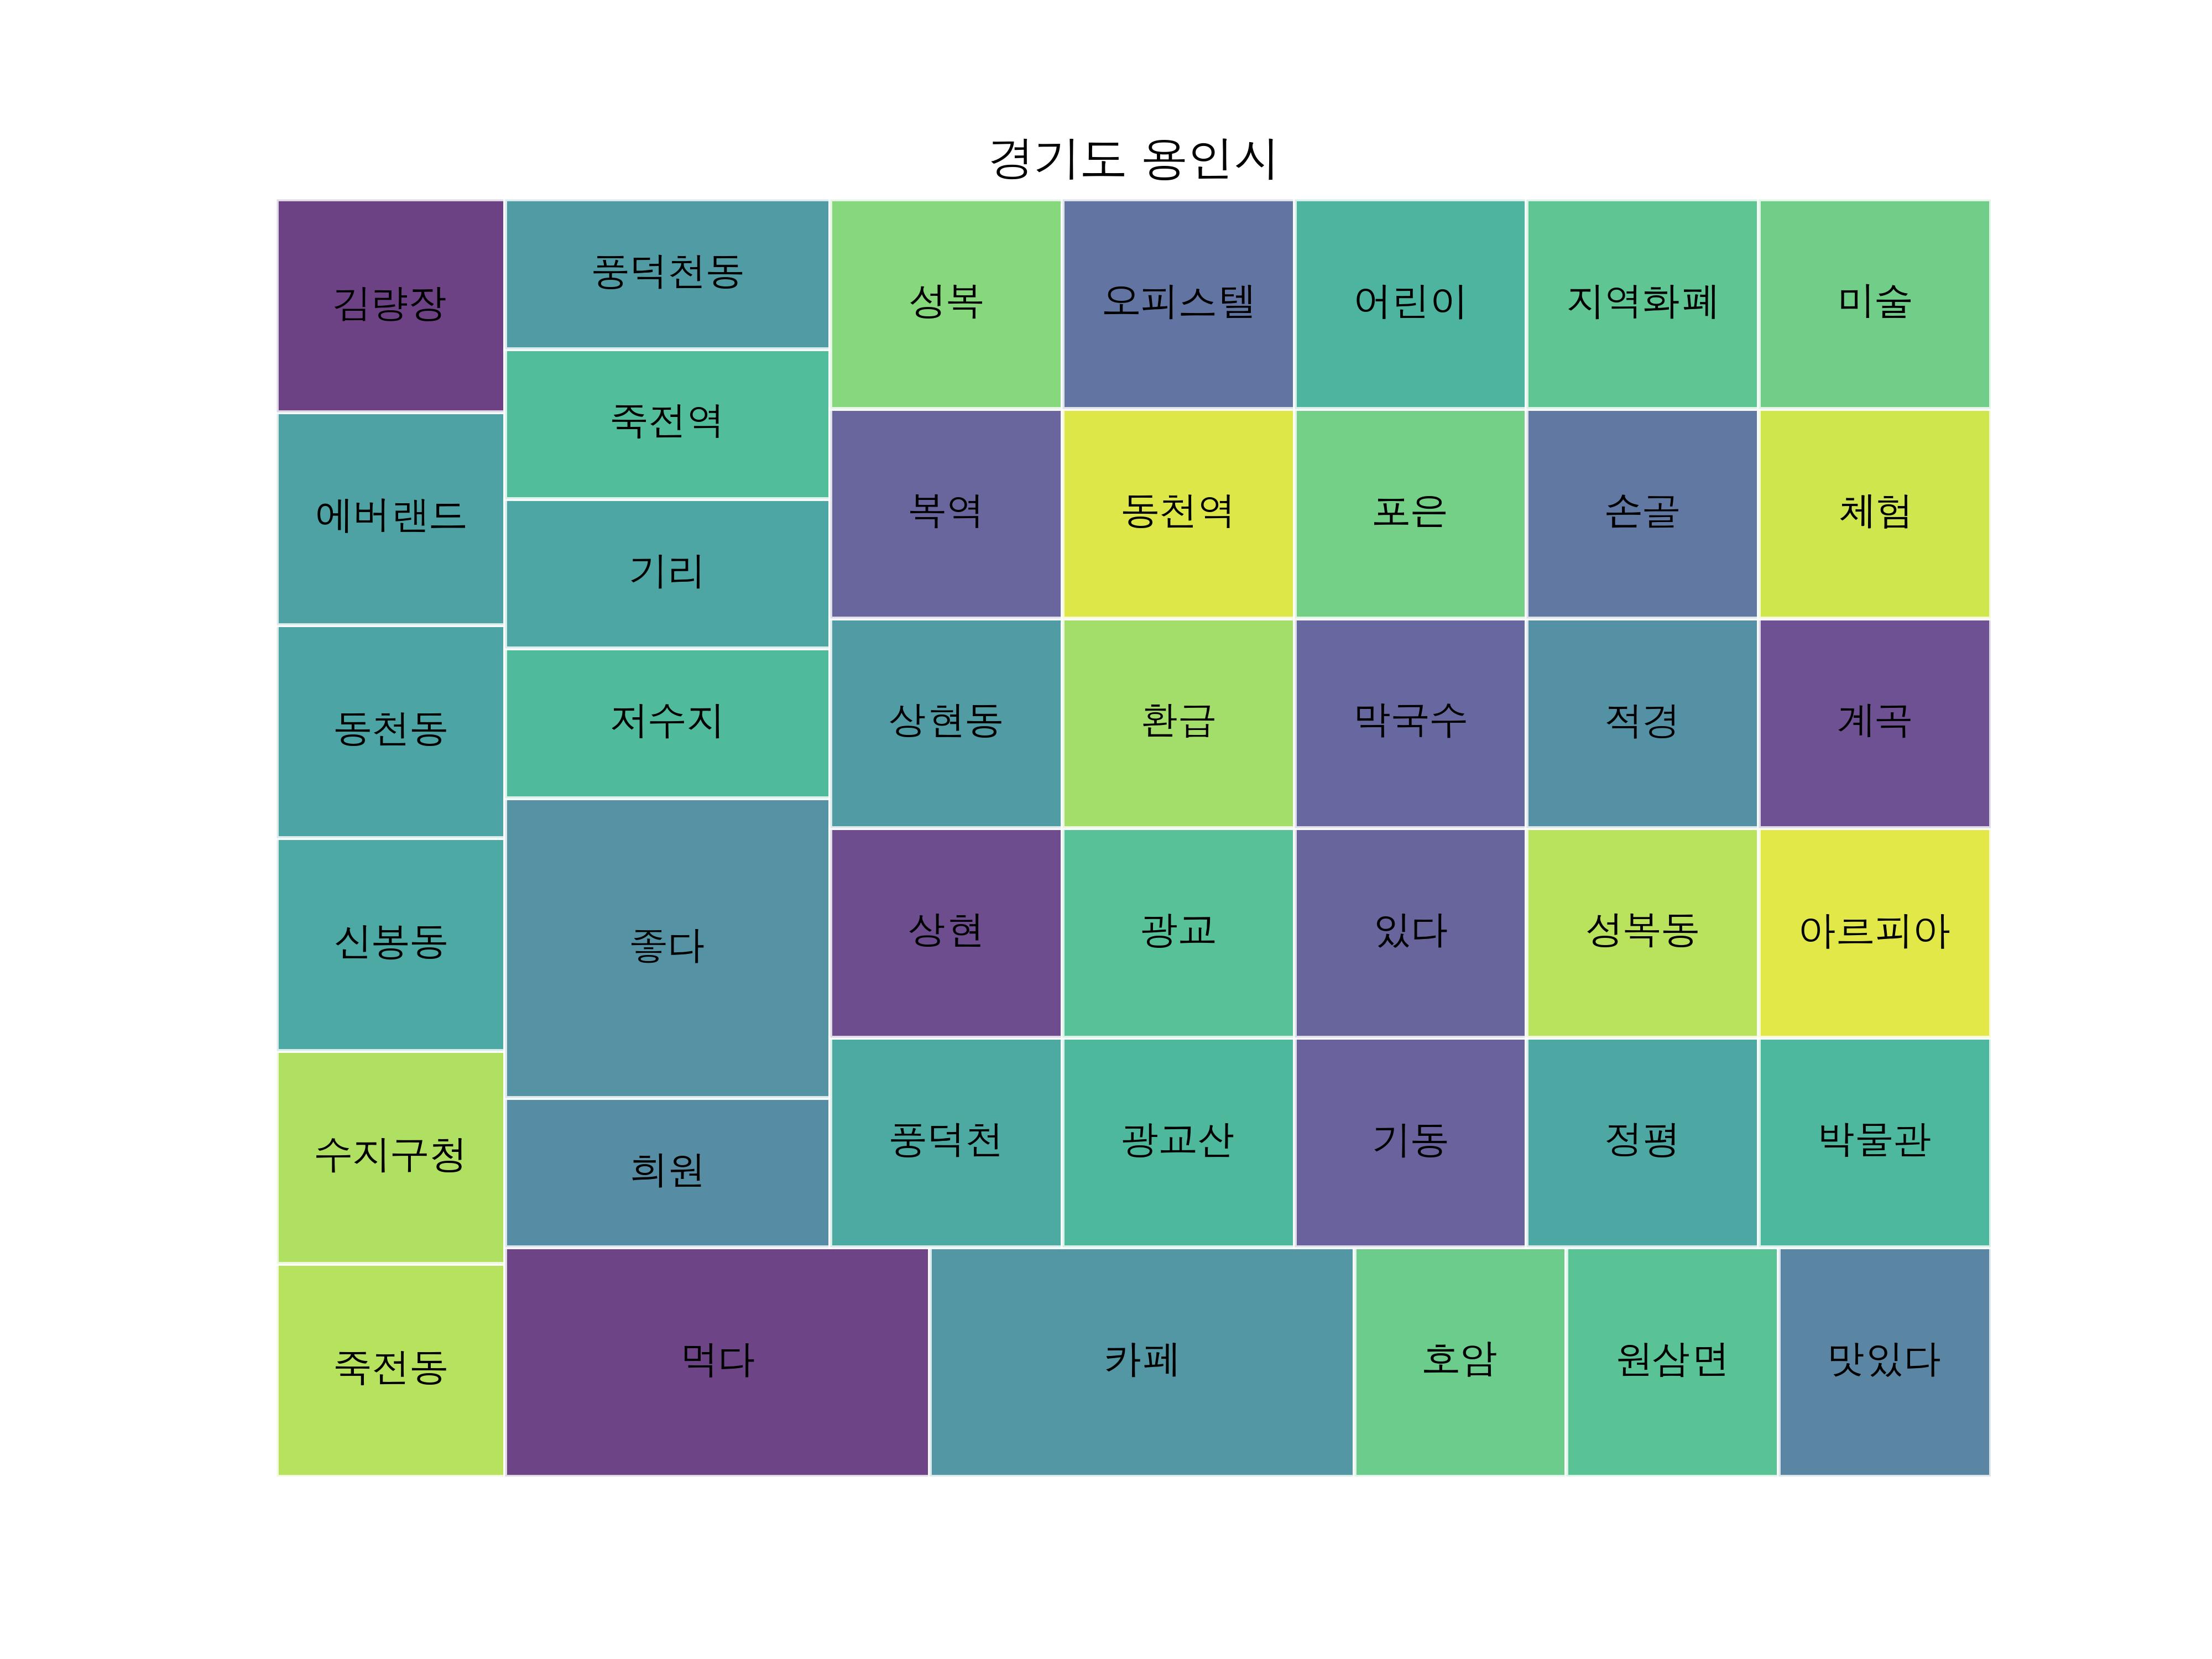 경기도 용인시
김량장
풍덕천동
성복
오피스텔
어린이
지역화폐
미술
죽전역
에버랜드
복역
동천역
포은
손골
체험
기리
동천동
저수지
상현동
환급
막국수
석경
계곡
신봉동
좋다
상현
광교
있다
성복동
아르피아
수지구청
희원
풍덕천
광교산
기동
정평
박물관
죽전동
먹다
카페
호암
원삼면
맛있다